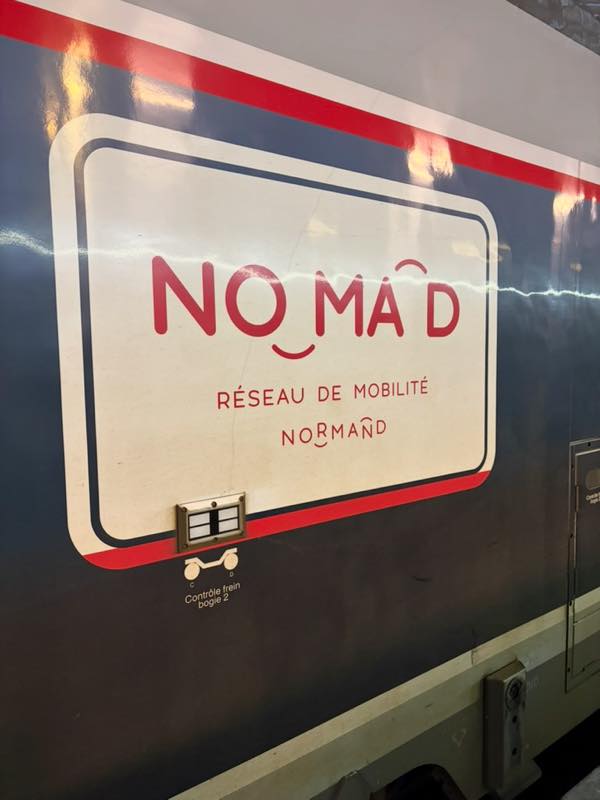 NOMAD
RÉSEAU DE MOBILITÉ
NORMAND
C D
Contrôle frein
bogie 2